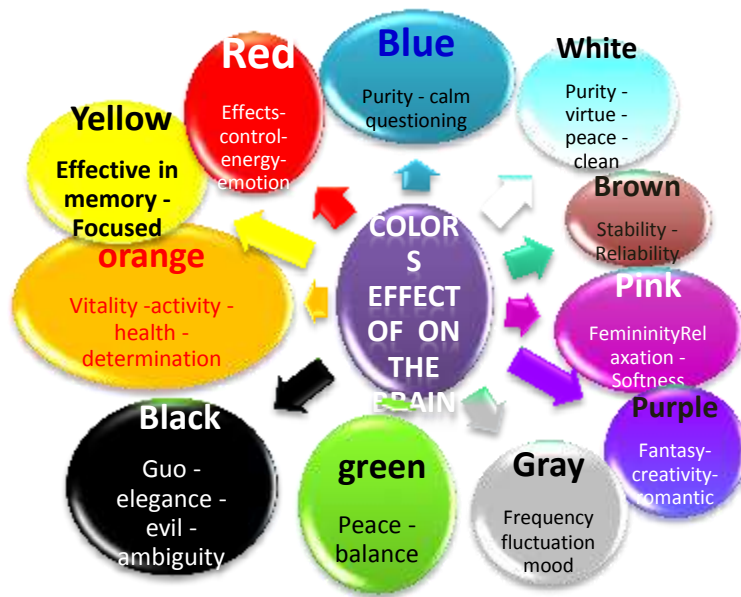 COLOR
S
EFFECT
OF ON
THE
BRAIN
Blue
Purity - calm
questioning
White
Purity -
virtue -
peace -
clean
Brown
Stability -
Reliability
Pink
FemininityRel
axation -
Softness
Purple
Fantasy-
creativity-
romantic
Gray
Frequency
fluctuation
mood
green
Peace -
balance
Black
Guo -
elegance -
evil -
ambiguity
orange
Vitality -activity -
health -
determination
Yellow
Effective in
memory -
Focused
Red
Effects-
control-
energy-
emotion